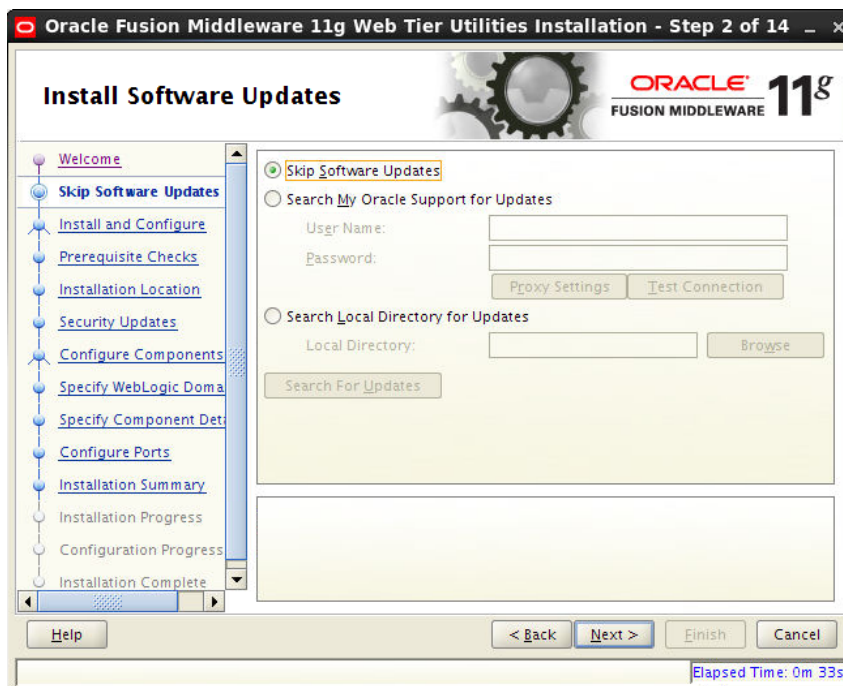 Oracle Fusion Middleware 11g Web Tier Utilities Installation - Step 2 of 14
Install Software Updates
ORACLE
FUSION MIDDLEWARE 11g
Welcome
Skip Software Updates
Install and Configure
Prerequisite Checks
Installation Location
Security Updates
Configure Components
Specify WebLogic Doma
Specify Component Deta
Configure Ports
Installation Summary
Installation Progress
Configuration Progress
Installation Complete
Skip Software Updates
Search My Oracle Support for Updates
User Name:
Password:
Proxy Settings Test Connection
Search Local Directory for Updates
Local Directory: Browse
Search For Updates
Help < Back Next > Finish Cancel
Elapsed Time: 0m 33s